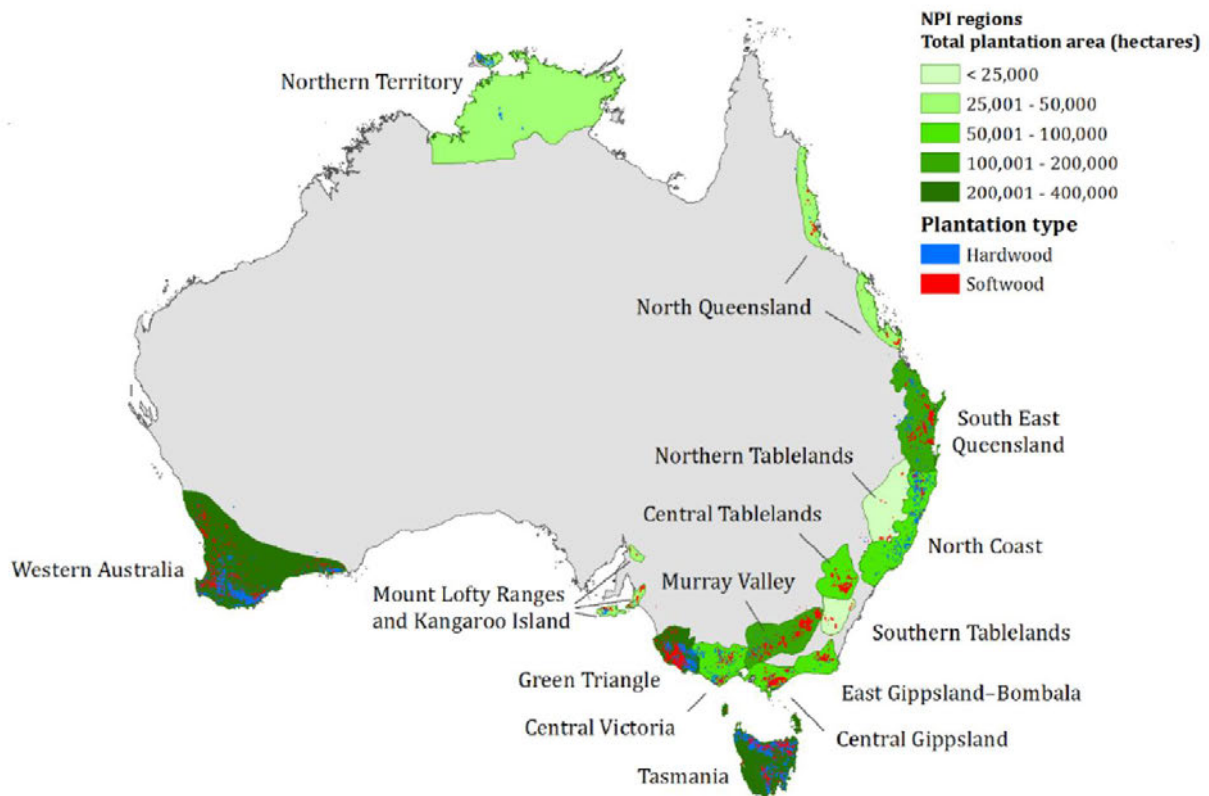 NPI regions
Total plantation area (hectares)
< 25,000
25,001 - 50,000
50,001 - 100,000
100,001 - 200,000
200,001 - 400,000
Plantation type
Hardwood
Softwood
Northern Territory
North Queensland
South East
Queensland
Northern Tablelands
Central Tablelands
North Coast
Western Australia
Murray Valley
Mount Lofty Ranges
and Kangaroo Island
Southern Tablelands
Green Triangle
East Gippsland–Bombala
Central Victoria
Central Gippsland
Tasmania